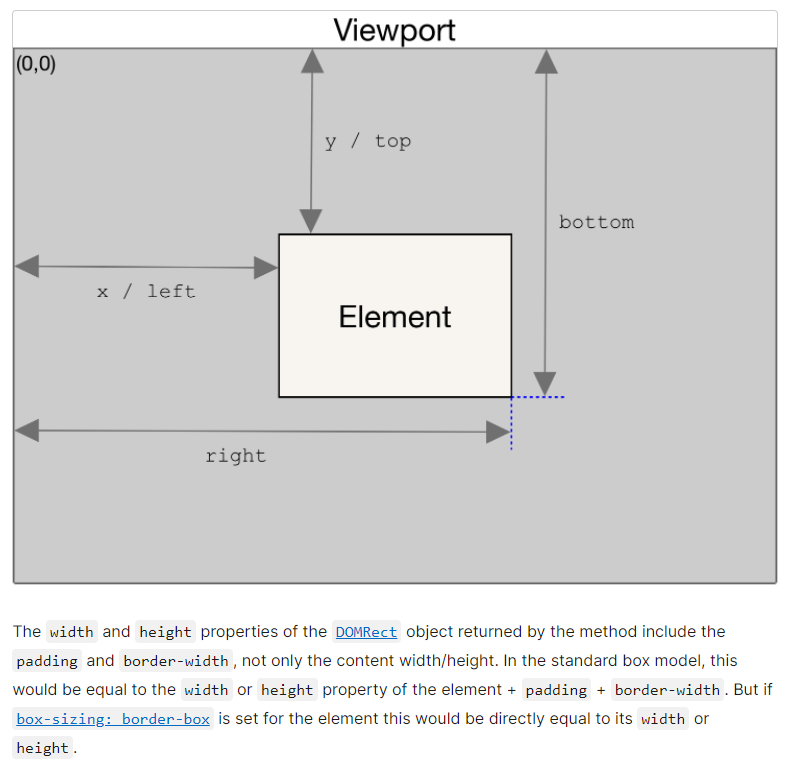 Viewport
(0,0)
y / top
bottom
x / left
Element
right
The width and height properties of the DOMRect object returned by the method include the
padding and border-width, not only the content width/height. In the standard box model, this
would be equal to the width or height property of the element + padding + border-width. But if
box-sizing: border-box is set for the element this would be directly equal to its width or
height.